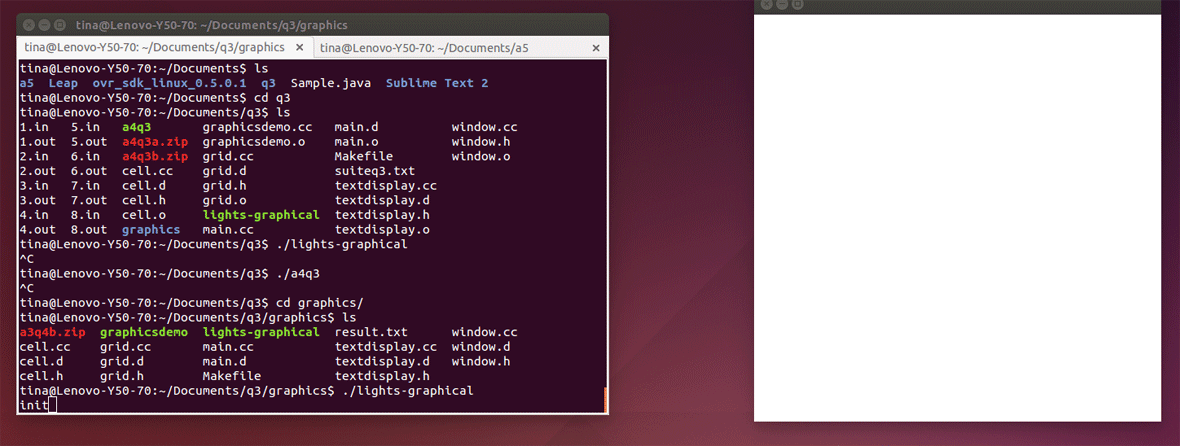 tina@Lenovo-Y50-70: ~/Documents/q3/graphics
tina@Lenovo-Y50-70: ~/Documents/q3/graphics × tina@Lenovo-Y50-70: ~/Documents/a5 ×
tina@Lenovo-Y50-70:~/Documents$ ls
a5 Leap ovr_sdk_linux_0.5.0.1 q3 Sample.java Sublime Text 2
tina@Lenovo-Y50-70:~/Documents$ cd q3
tina@Lenovo-Y50-70:~/Documents/q3$ ls
1.in 5.in a4q3 graphicsdemo.cc main.d window.cc
1.out 5.out a4q3a.zip graphicsdemo.o main.o window.h
2.in 6.in a4q3b.zip grid.cc Makefile window.o
2.out 6.out cell.cc grid.d suiteq3.txt
3.in 7.in cell.d grid.h textdisplay.cc
3.out 7.out cell.h grid.o textdisplay.d
4.in 8.in cell.o lights-graphical textdisplay.h
4.out 8.out graphics main.cc textdisplay.o
tina@Lenovo-Y50-70:~/Documents/q3$ ./lights-graphical
^C
tina@Lenovo-Y50-70:~/Documents/q3$ ./a4q3
^C
tina@Lenovo-Y50-70:~/Documents/q3$ cd graphics/
tina@Lenovo-Y50-70:~/Documents/q3/graphics$ ls
a3q4b.zip graphicsdemo lights-graphical result.txt window.cc
cell.cc grid.cc main.cc textdisplay.cc window.d
cell.d grid.d main.d textdisplay.d window.h
cell.h grid.h Makefile textdisplay.h
tina@Lenovo-Y50-70:~/Documents/q3/graphics$ ./lights-graphical
init